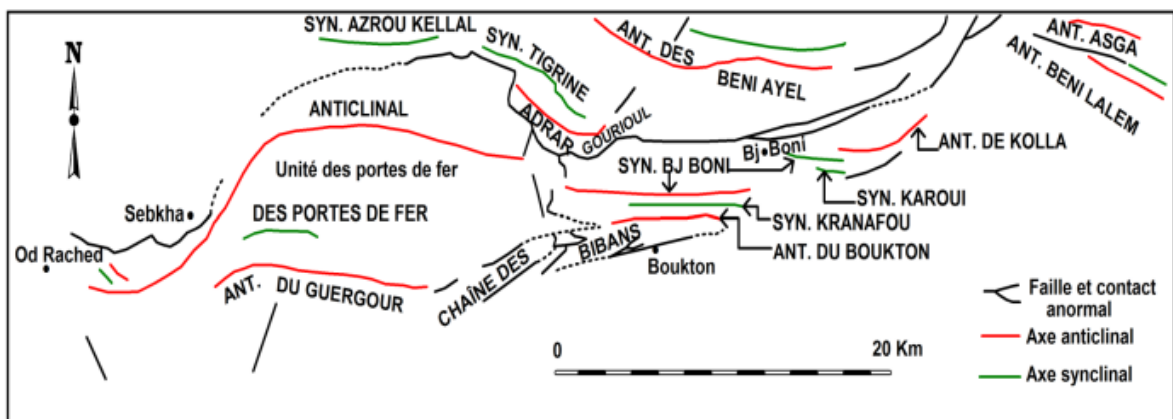 SYN. AZROU KELLAL
SYN. TIGRINE
ANT. DES
BENI AYEL
ANT. ASGA
ANT. BENI LALEM
N
ANTICLINAL
ADRAR
GOURIOUL
Bj Boni
ANT. DE KOLLA
Unité des portes de fer
SYN. BJ BONI
SYN. KAROUI
Sebkha
DES PORTES DE FER
SYN. KRANAFOU
Od Rached
CHAÎNE DES
BIBANS
ANT. DU BOUKTON
Boukton
ANT. DU GUERGOUR
Faille et contact
anormal
Axe anticlinal
Axe synclinal
0 20 Km